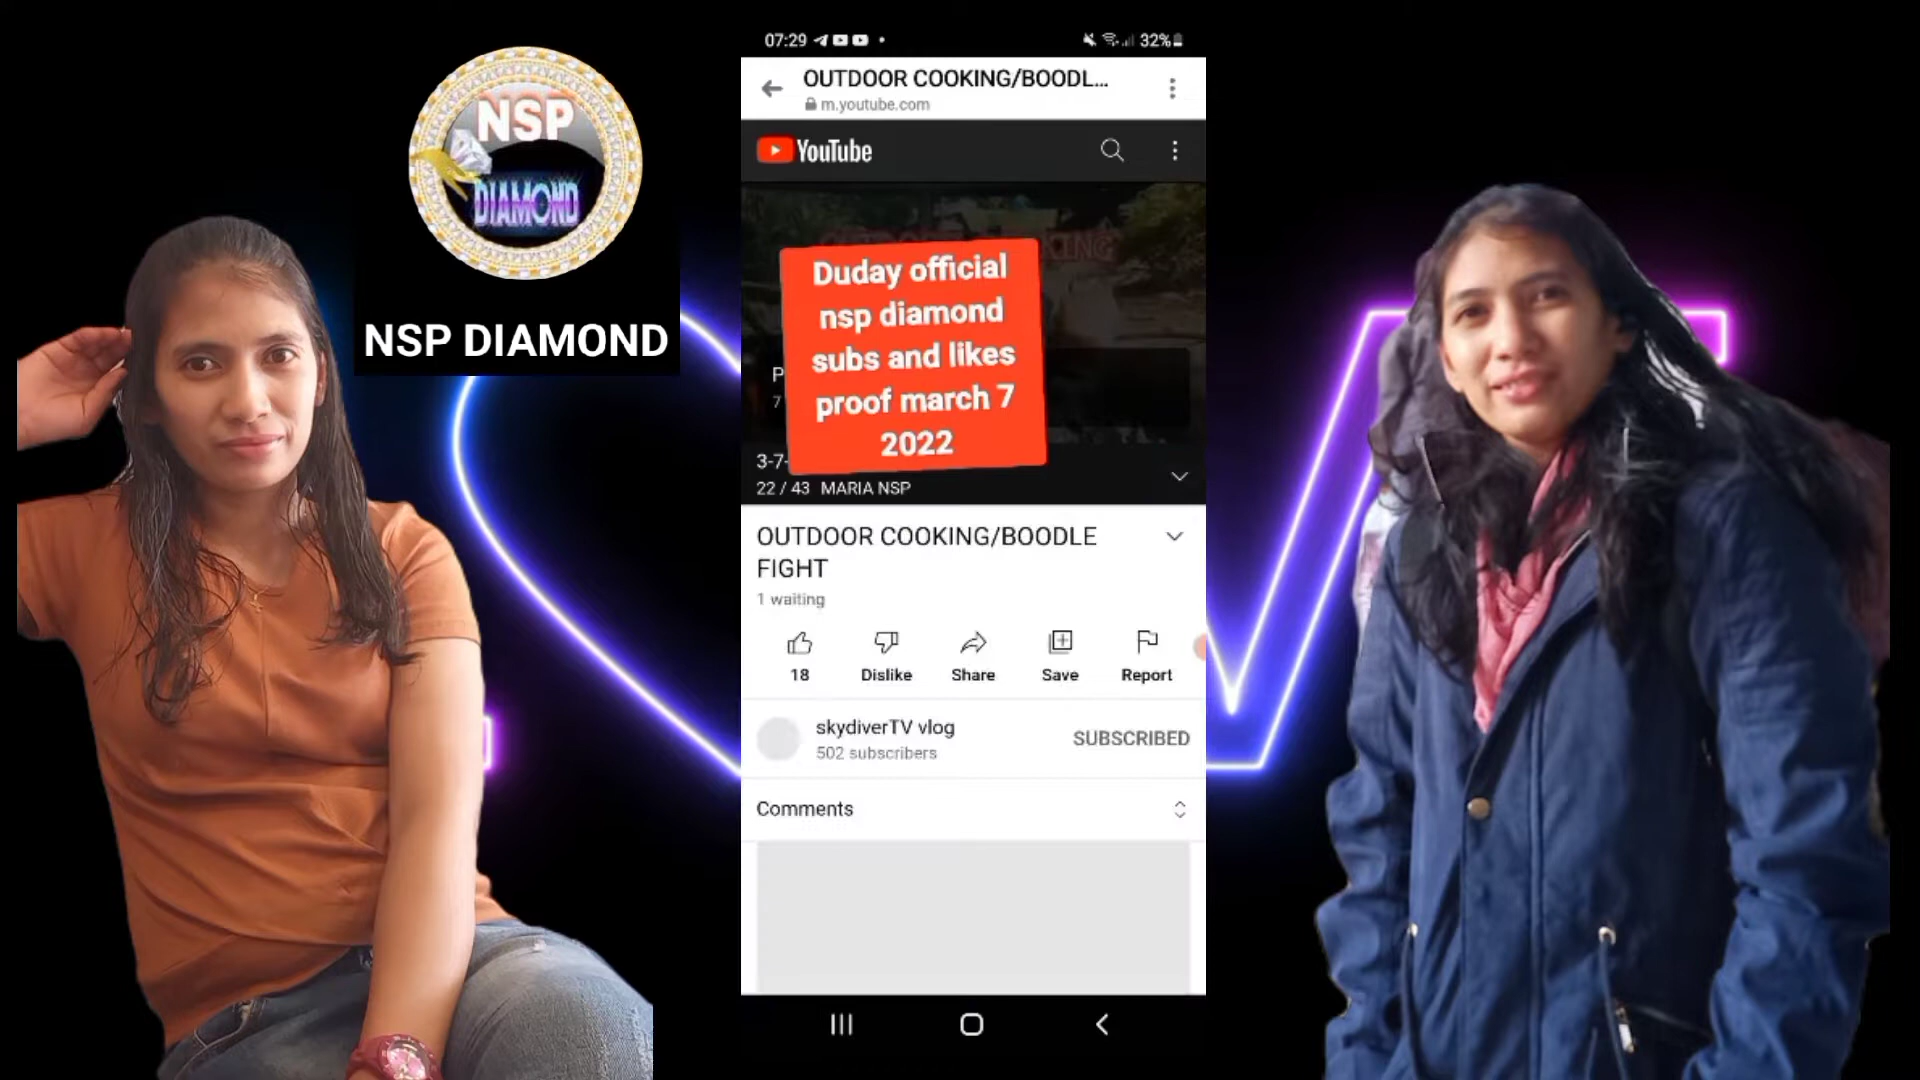 NSP
DIAMOND
NSP DIAMOND
07:29
32%
OUTDOOR COOKING/BOODL...
m.youtube.com
YouTube
Duday official
nsp diamond
subs and likes
proof march 7
2022
P
7
3-7-
22 / 43 MARIA NSP
OUTDOOR COOKING/BOODLE
FIGHT
1 waiting
18
Dislike
Share
Save
Report
skydiverTV vlog
502 subscribers
SUBSCRIBED
Comments